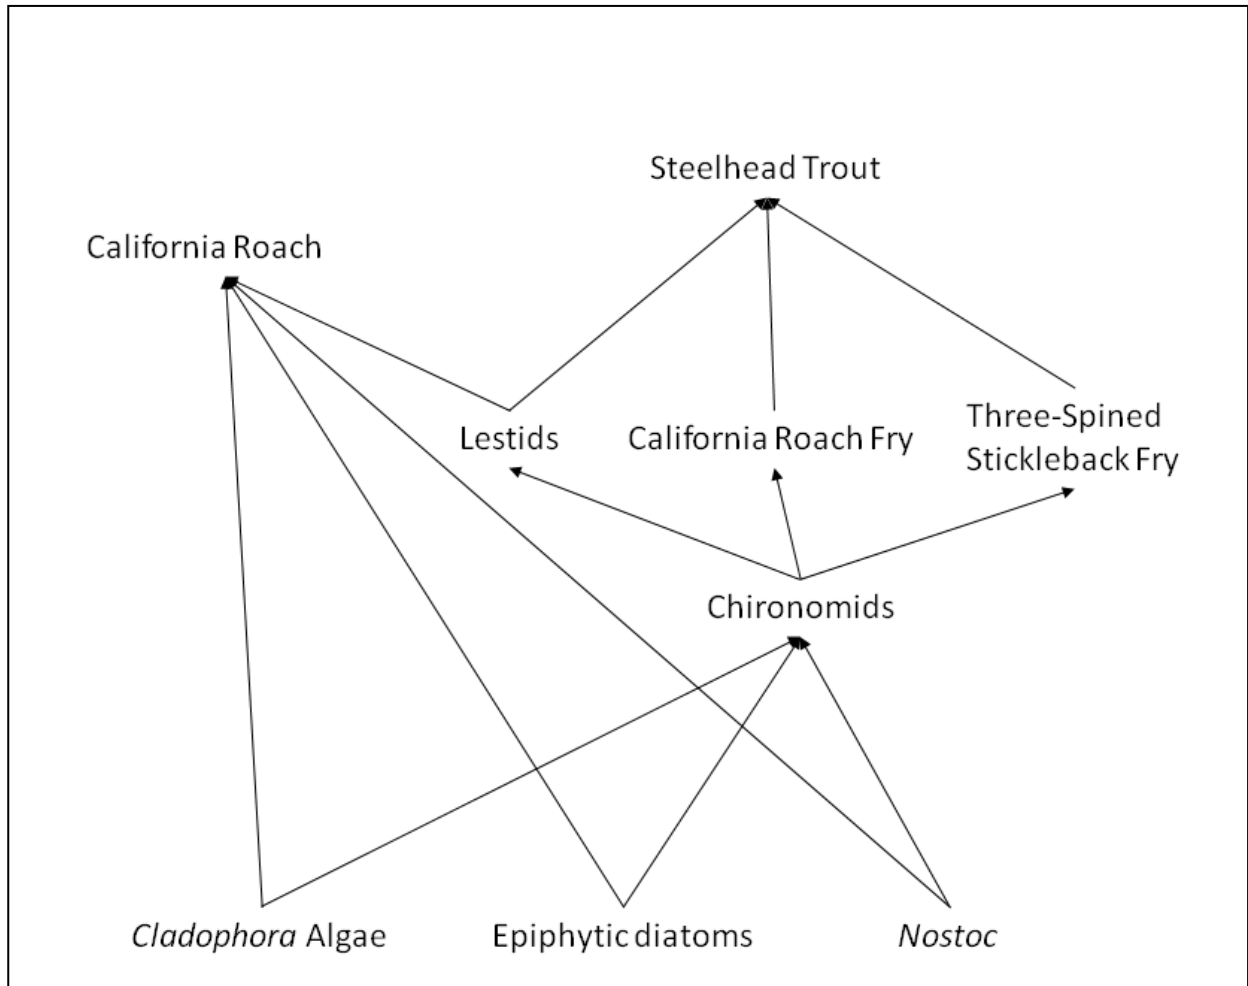 Steelhead Trout
California Roach
Lestids
California Roach Fry
Three-Spined
Stickleback Fry
Chironomids
Cladophora Algae
Epiphytic diatoms
Nostoc